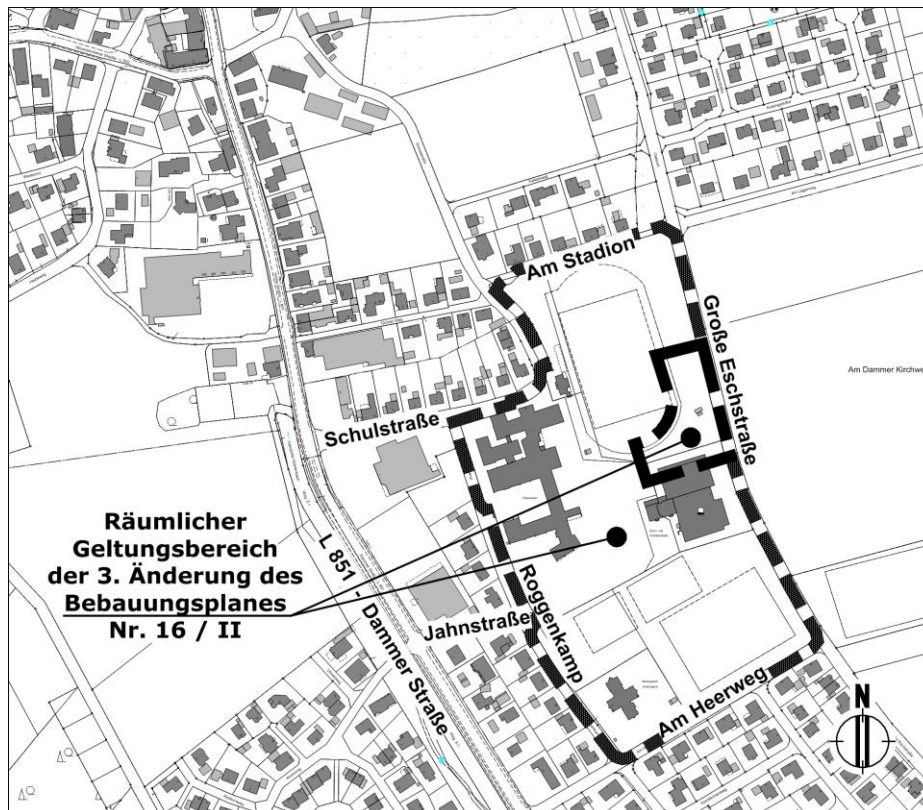 Am Stadion
Große Eschstraße
Am Dammer Kirchwe
Schulstraße
Räumlicher
Geltungsbereich
der 3. Änderung des
Bebauungsplanes
Nr. 16 / II
L 851 - Dammer Straße
Roggenkamp
Jahnstraße
Am Heerweg
N